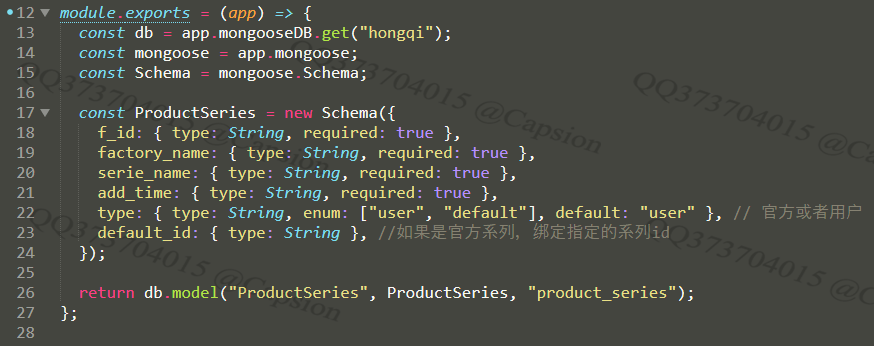 12 module.exports = (app) => {
13 const db = app.mongooseDB.get("hongqi");
14 const mongoose = app.mongoose;
15 const Schema = mongoose.Schema;
16
17 const ProductSeries = new Schema({
18 f_id: { type: String, required: true },
19 factory_name: { type: String, required: true },
20 serie_name: { type: String, required: true },
21 add_time: { type: String, required: true },
22 type: { type: String, enum: ["user", "default"], default: "user" }, // 官方或者用户
23 default_id: { type: String }, //如果是官方系列, 绑定指定的系列id
24 });
25
26 return db.model("ProductSeries", ProductSeries, "product_series");
27 };
28
QQ373704015 @Capsion
QQ373704015 @Capsion
QQ373704015 @Ca
QQ373704015 @Capsion
QQ373704015 @Capsion
QQ373704015 @Ca